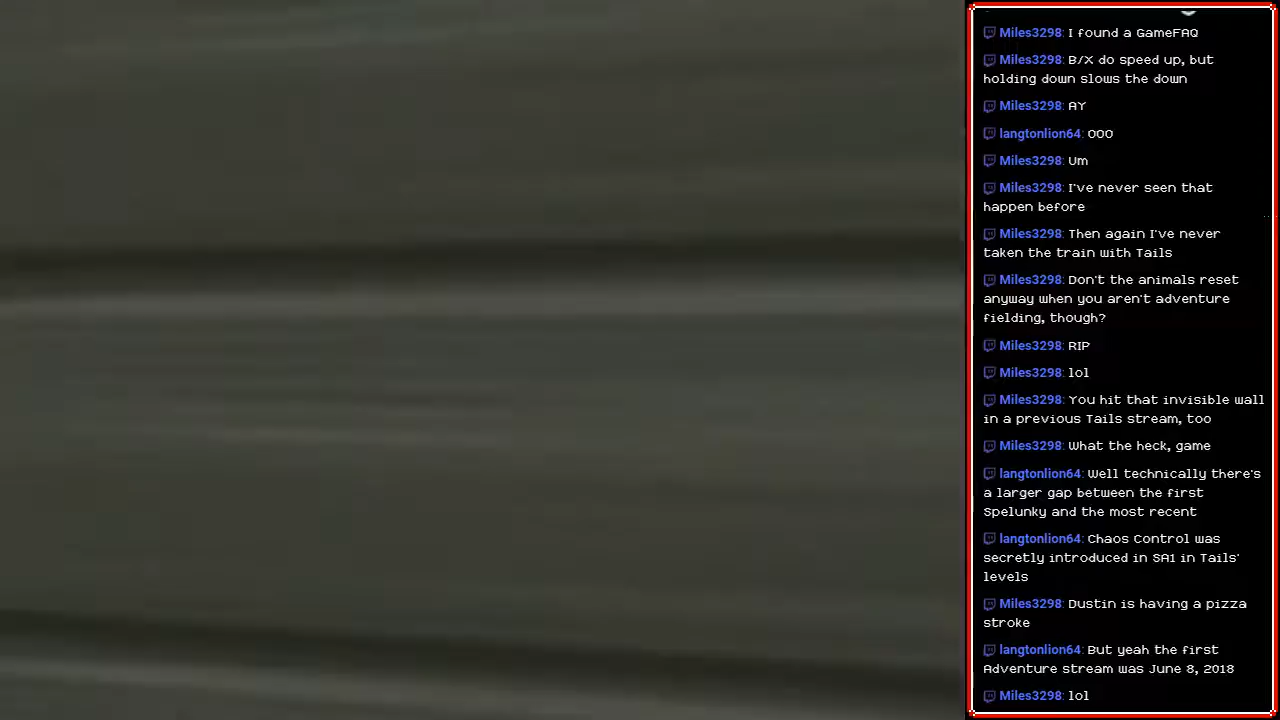 Miles3298: I found a GameFAQ
Miles3298: B/X do speed up, but
holding down slows the down
Miles3298: AY
langtonlion64: OOO
Miles3298: Um
Miles3298: I've never seen that
happen before
Miles3298: Then again I've never
taken the train with Tails
Miles3298: Don't the animals reset
anyway when you aren't adventure
fielding, though?
Miles3298: RIP
Miles3298: lol
Miles3298: You hit that invisible wall
in a previous Tails stream, too
Miles3298: What the heck, game
langtonlion64: Well technically there's
a larger gap between the first
Spelunky and the most recent
langtonlion64: Chaos Control was
secretly introduced in SA1 in Tails'
levels
Miles3298: Dustin is having a pizza
stroke
langtonlion64: But yeah the first
Adventure stream was June 8, 2018
Miles3298: lol